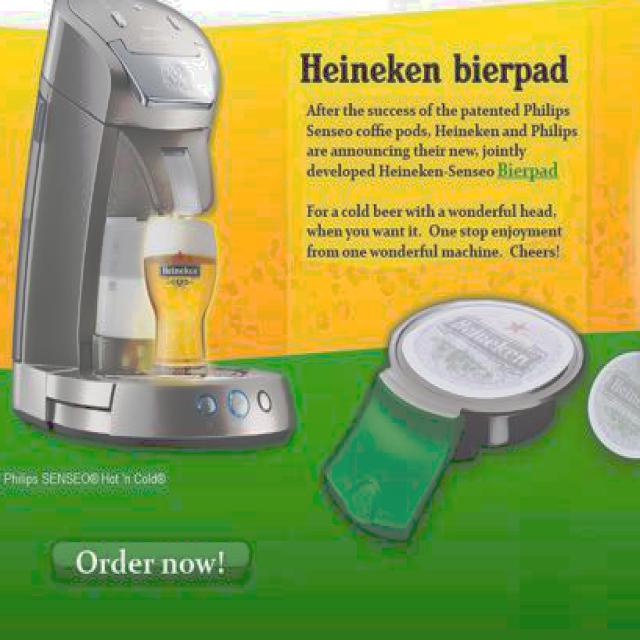 Heineken bierpad
After the success of the patented Philips
Senseo coffie pods, Heineken and Philips
are announcing their new, jointly
developed Heineken-Senseo Bierpad
For a cold beer with a wonderful head,
when you want it. One stop enjoyment
from one wonderful machine. Cheers!
Heineken
Heineken
Philips SENSEO® Hot 'n Cold®
Order now!